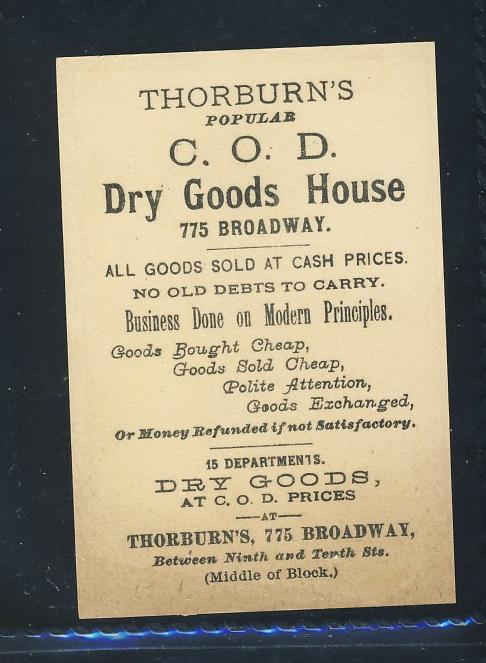 THORBURN'S
POPULAR
C. O. D.
Dry Goods House
775 BROADWAY.
ALL GOODS SOLD AT CASH PRICES.
NO OLD DEBTS TO CARRY.
Business Done on Modern Principles.
Goods Bought Cheap,
Goods Sold Cheap,
Polite Attention,
Goods Exchanged,
Or Money Refunded if not Satisfactory.
15 DEPARTMENTS.
DRY GOODS,
AT C. O. D. PRICES
—AT—
THORBURN'S, 775 BROADWAY,
Between Ninth and Tenth Sts.
(Middle of Block.)